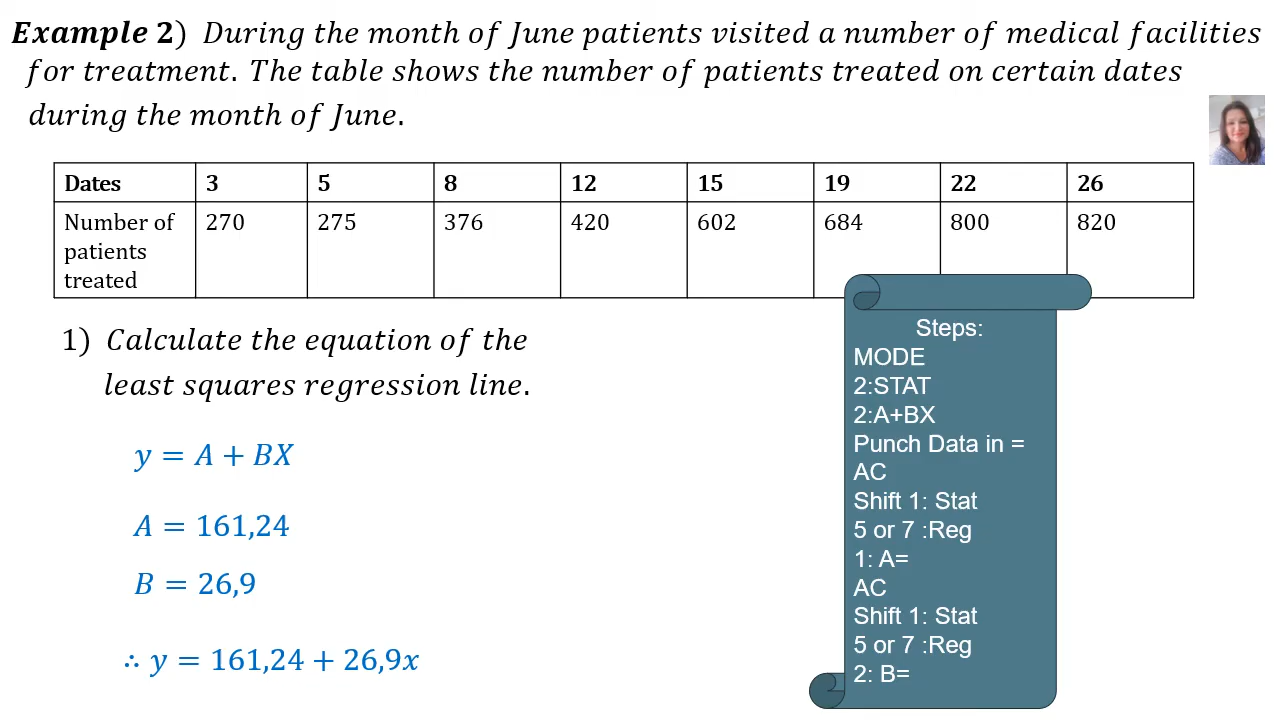 Example 2) During the month of June patients visited a number of medical facilities
for treatment. The table shows the number of patients treated on certain dates
during the month of June.
Dates 3 5 8 12 15 19 22 26
Number of 270 275 376 420 602 684 800 820
patients
treated
1) Calculate the equation of the
least squares regression line.
y = A + BX
A = 161,24
B = 26,9
∴ y = 161,24 + 26,9x
Steps:
MODE
2:STAT
2:A+BX
Punch Data in =
AC
Shift 1: Stat
5 or 7 :Reg
1: A=
AC
Shift 1: Stat
5 or 7 :Reg
2: B=